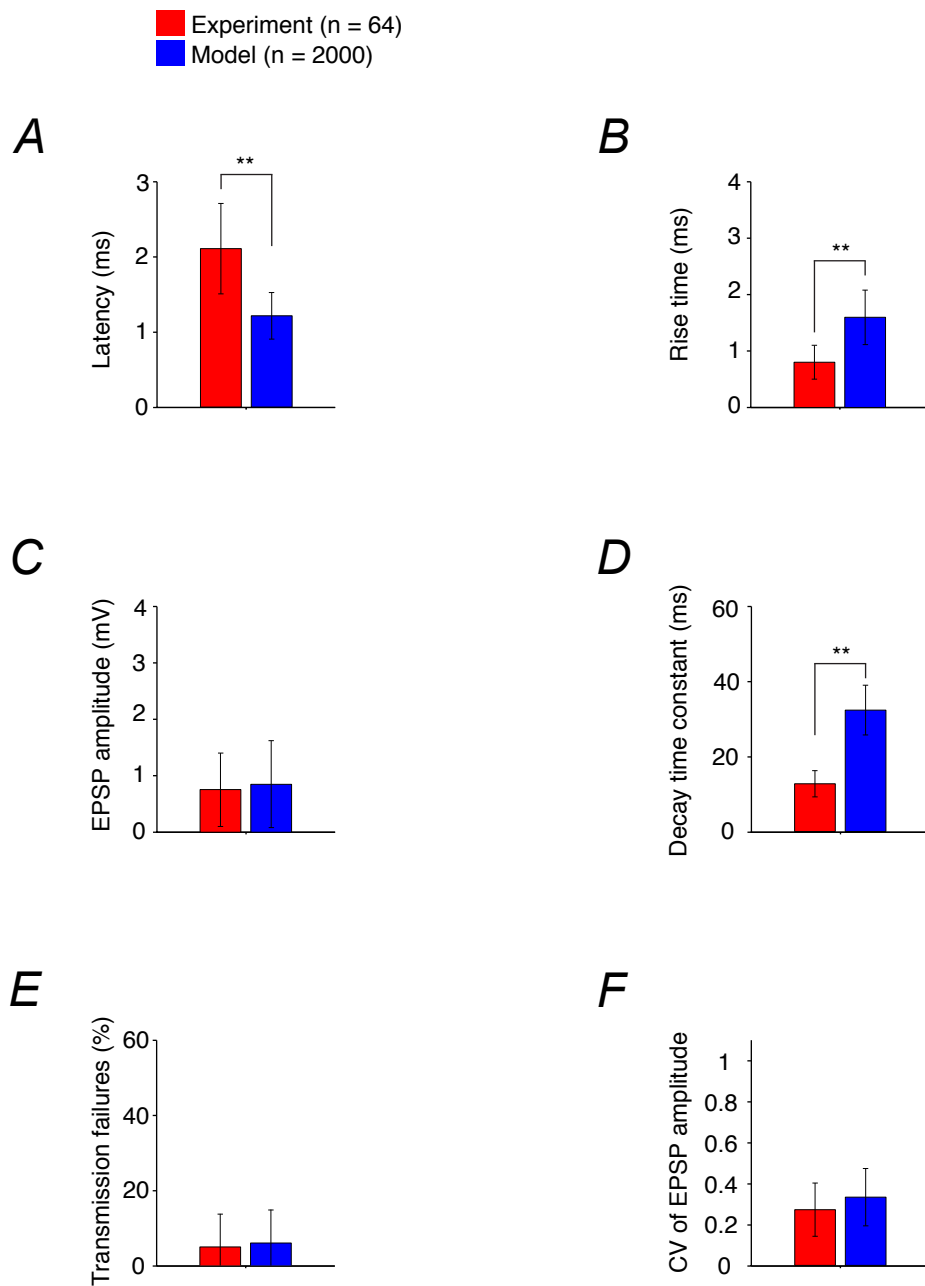 Experiment (n = 64)
Model (n = 2000)
A
**
3
2
1
0
Latency (ms)
B
**
4
3
2
1
0
Rise time (ms)
C
4
3
2
1
0
EPSP amplitude (mV)
D
**
60
40
20
0
Decay time constant (ms)
E
60
40
20
0
Transmission failures (%)
F
1
0.8
0.6
0.4
0.2
0
CV of EPSP amplitude